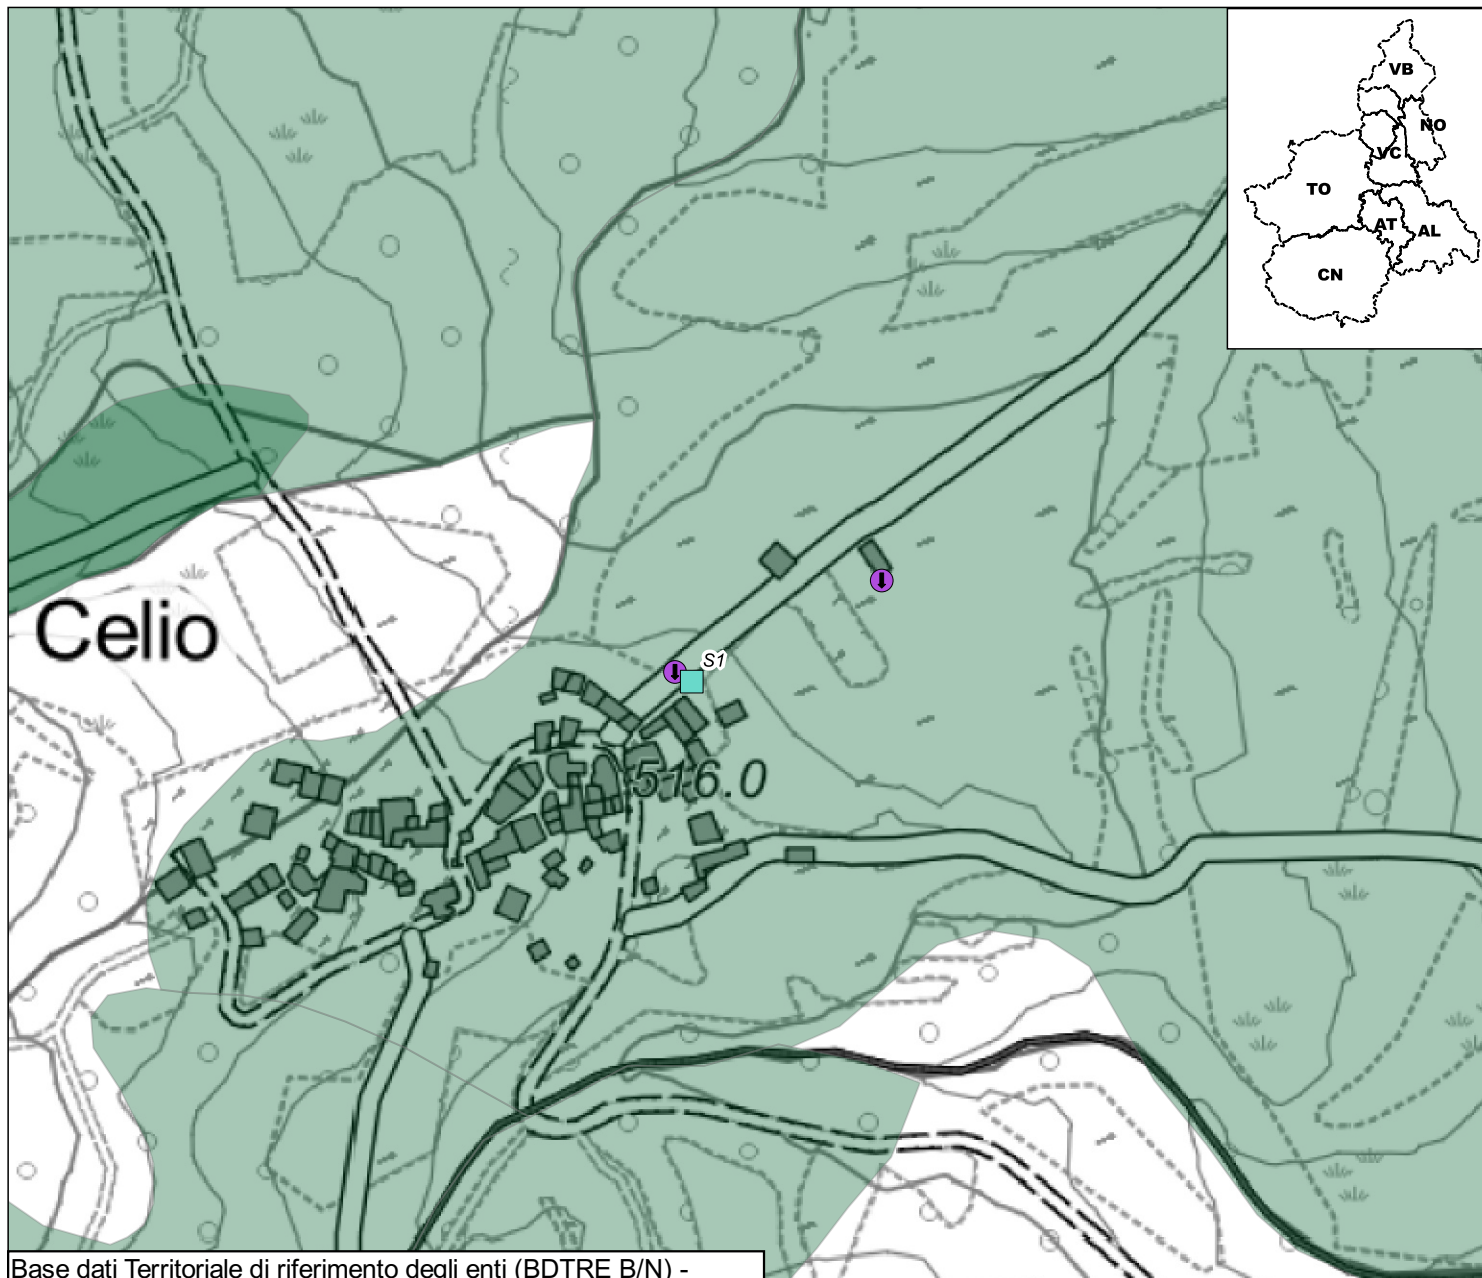 VB
NO
VC
TO
AT
AL
CN
Celio
S1
516.0
Base dati Territoriale di riferimento degli enti (BDTRE B/N) -